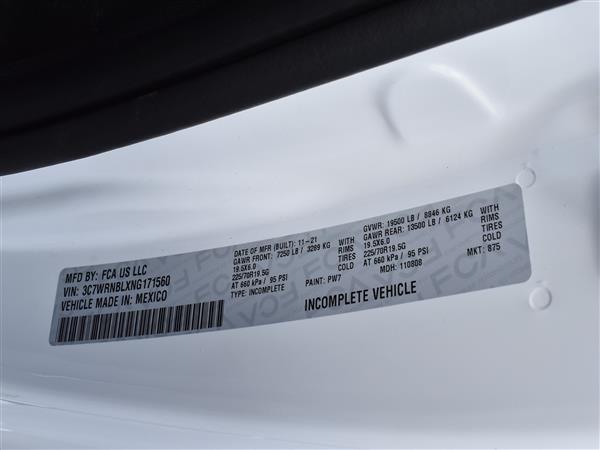 MFD BY: FCA US LLC
VIN: 3C7WRNBLXNG171560
VEHICLE MADE IN: MEXICO
DATE OF MFR (BUILT): 11-21
GAWR FRONT: 7250 LB / 3289 KG WITH
19.5X6.0 RIMS
225/70R19.5G TIRES
AT 660 kPa / 95 PSI COLD
TYPE: INCOMPLETE PAINT: PW7
GVWR: 19500 LB / 8846 KG
GAWR REAR: 13500 LB / 6124 KG WITH
19.5X6.0 RIMS
225/70R19.5G TIRES
AT 660 kPa / 95 PSI COLD
MDH: 110808 MKT: 875
INCOMPLETE VEHICLE